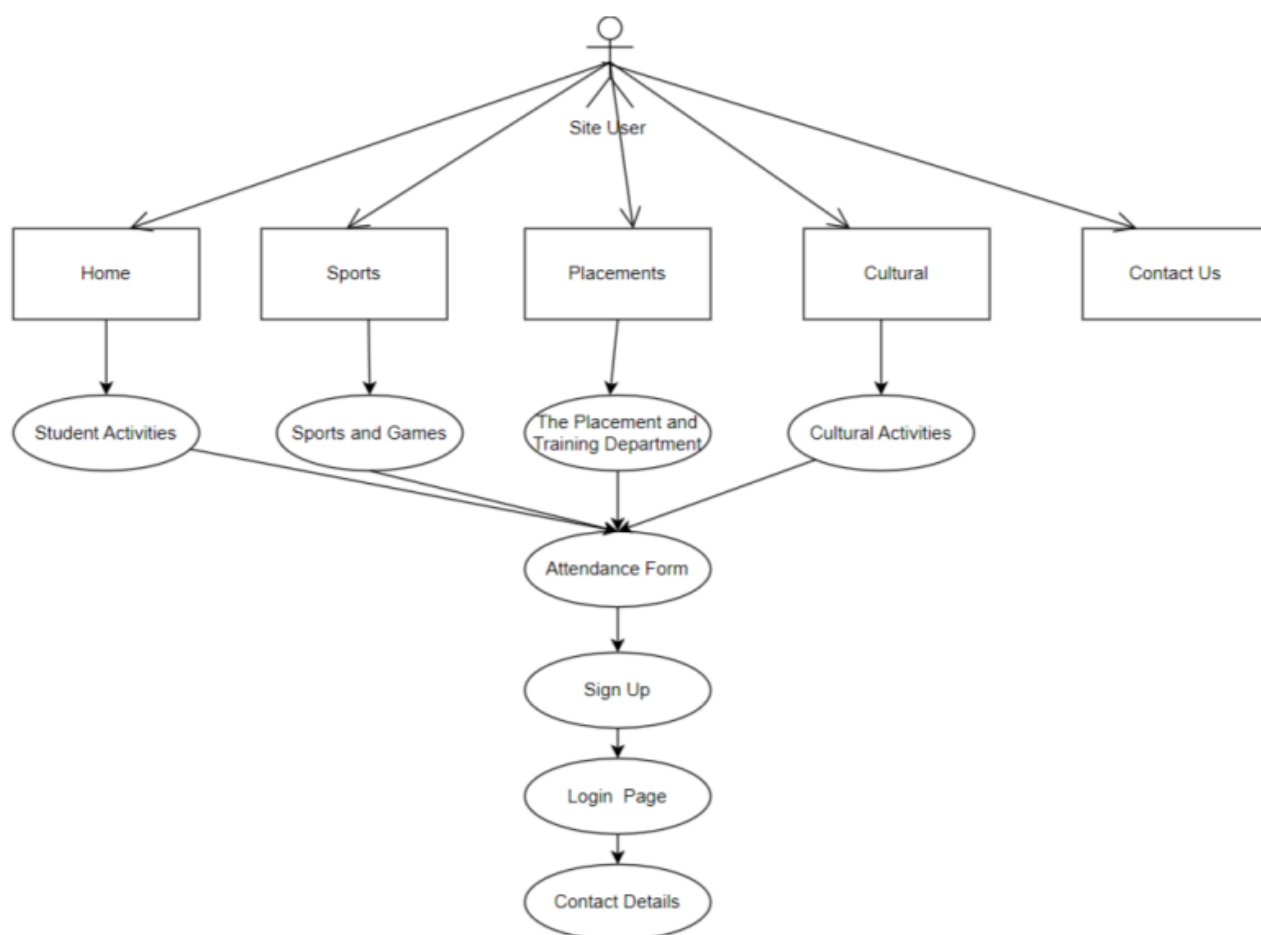 Site User
Home
Sports
Placements
Cultural
Contact Us
Student Activities
Sports and Games
The Placement and
Training Department
Cultural Activities
Attendance Form
Sign Up
Login Page
Contact Details